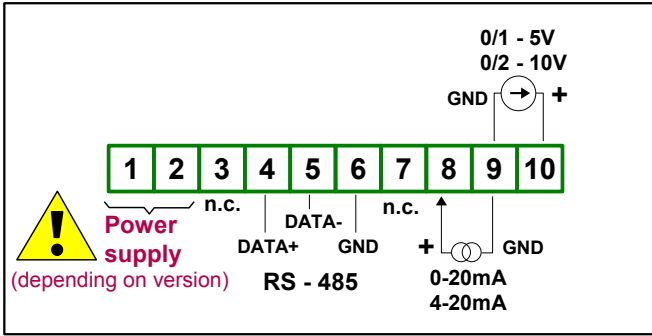 0/1 - 5V
0/2 - 10V
GND +
1 2 3 4 5 6 7 8 9 10
n.c. n.c.
DATA-
Power
supply
(depending on version)
DATA+ GND
RS - 485
+ GND
0-20mA
4-20mA